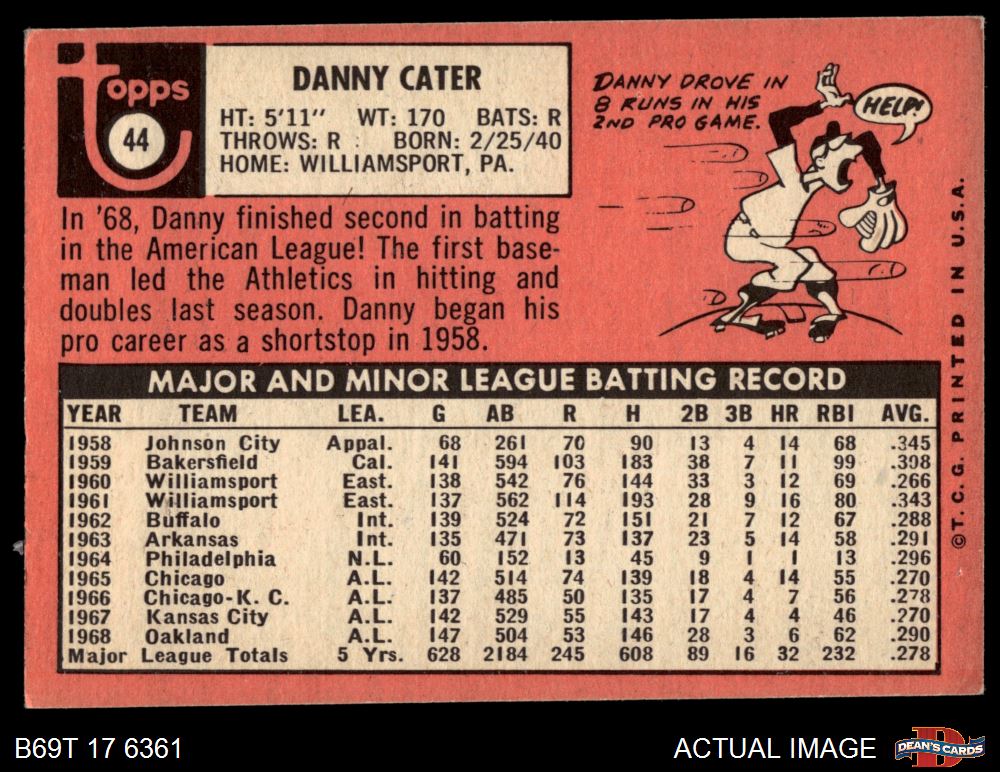 topps
44
DANNY CATER
HT: 5'11" WT: 170 BATS: R
THROWS: R BORN: 2/25/40
HOME: WILLIAMSPORT, PA.
In '68, Danny finished second in batting
in the American League! The first base-
man led the Athletics in hitting and
doubles last season. Danny began his
pro career as a shortstop in 1958.
DANNY DROVE IN
8 RUNS IN HIS
2ND PRO GAME.
HELP!
MAJOR AND MINOR LEAGUE BATTING RECORD
YEAR TEAM LEA. G AB R H 2B 3B HR RBI AVG.
1958 Johnson City Appal. 68 261 70 90 13 4 14 68 .345
1959 Bakersfield Cal. 141 594 103 183 38 7 11 99 .308
1960 Williamsport East. 138 542 76 144 33 3 12 69 .266
1961 Williamsport East. 137 562 114 193 28 9 16 80 .343
1962 Buffalo Int. 139 524 72 151 21 7 12 67 .288
1963 Arkansas Int. 135 471 73 137 23 5 14 58 .291
1964 Philadelphia N.L. 60 152 13 45 9 1 1 13 .296
1965 Chicago A.L. 142 514 74 139 18 4 14 55 .270
1966 Chicago-K. C. A.L. 137 485 50 135 17 4 7 56 .278
1967 Kansas City A.L. 142 529 55 143 17 4 4 46 .270
1968 Oakland A.L. 147 504 53 146 28 3 6 62 .290
Major League Totals 5 Yrs. 628 2184 245 608 89 16 32 232 .278
©T. C. G. PRINTED IN U.S.A.
B69T 17 6361
ACTUAL IMAGE
D
DEAN'S CARDS